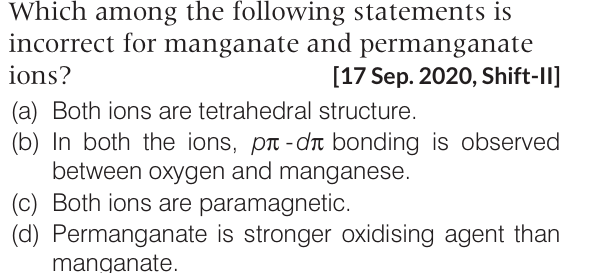 Which among the following statements is
incorrect for manganate and permanganate
ions? [17 Sep. 2020, Shift-II]
(a) Both ions are tetrahedral structure.
(b) In both the ions, pπ-dπ bonding is observed
between oxygen and manganese.
(c) Both ions are paramagnetic.
(d) Permanganate is stronger oxidising agent than
manganate.